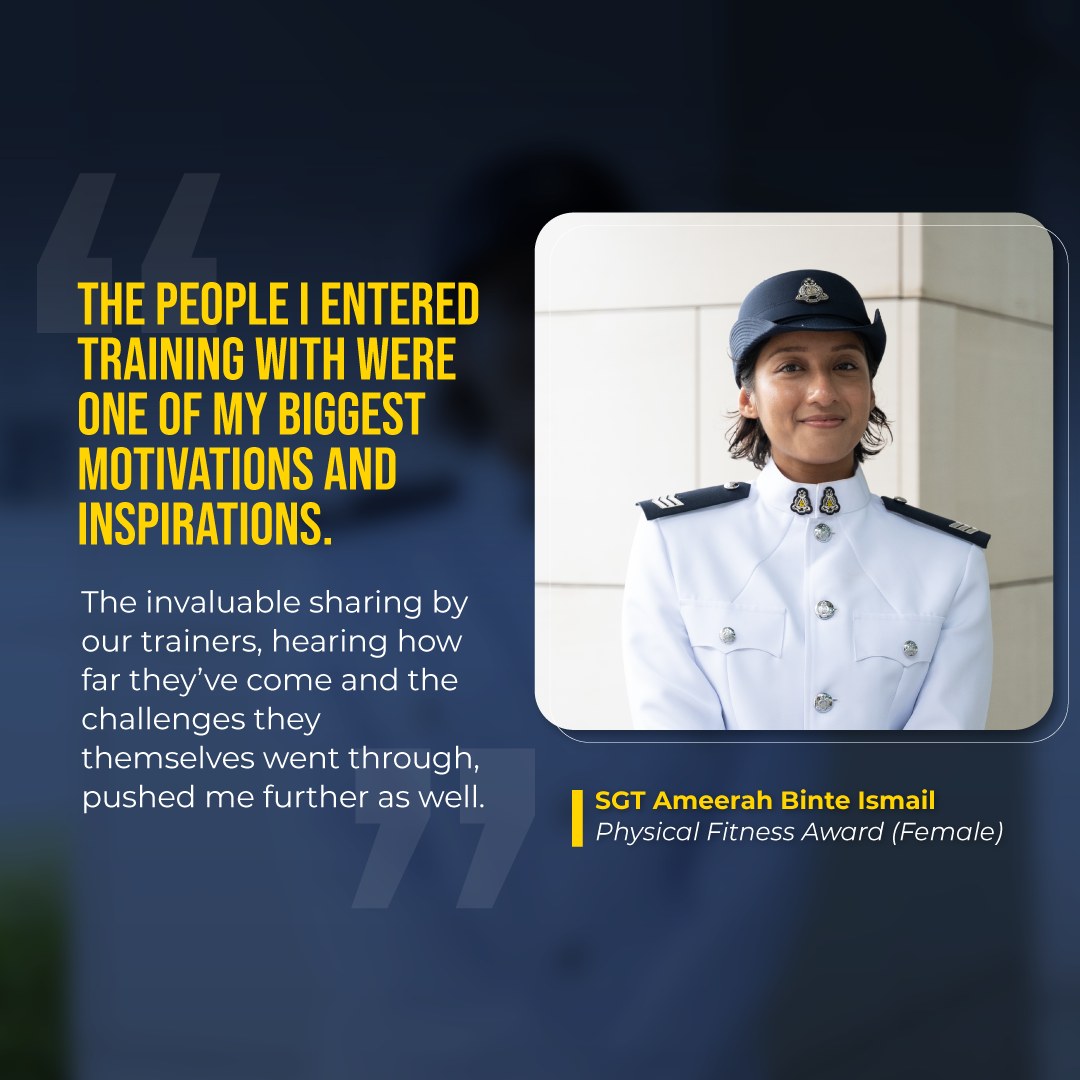 THE PEOPLE I ENTERED
TRAINING WITH WERE
ONE OF MY BIGGEST
MOTIVATIONS AND
INSPIRATIONS.
The invaluable sharing by
our trainers, hearing how
far they’ve come and the
challenges they
themselves went through,
pushed me further as well.
SGT Ameerah Binte Ismail
Physical Fitness Award (Female)